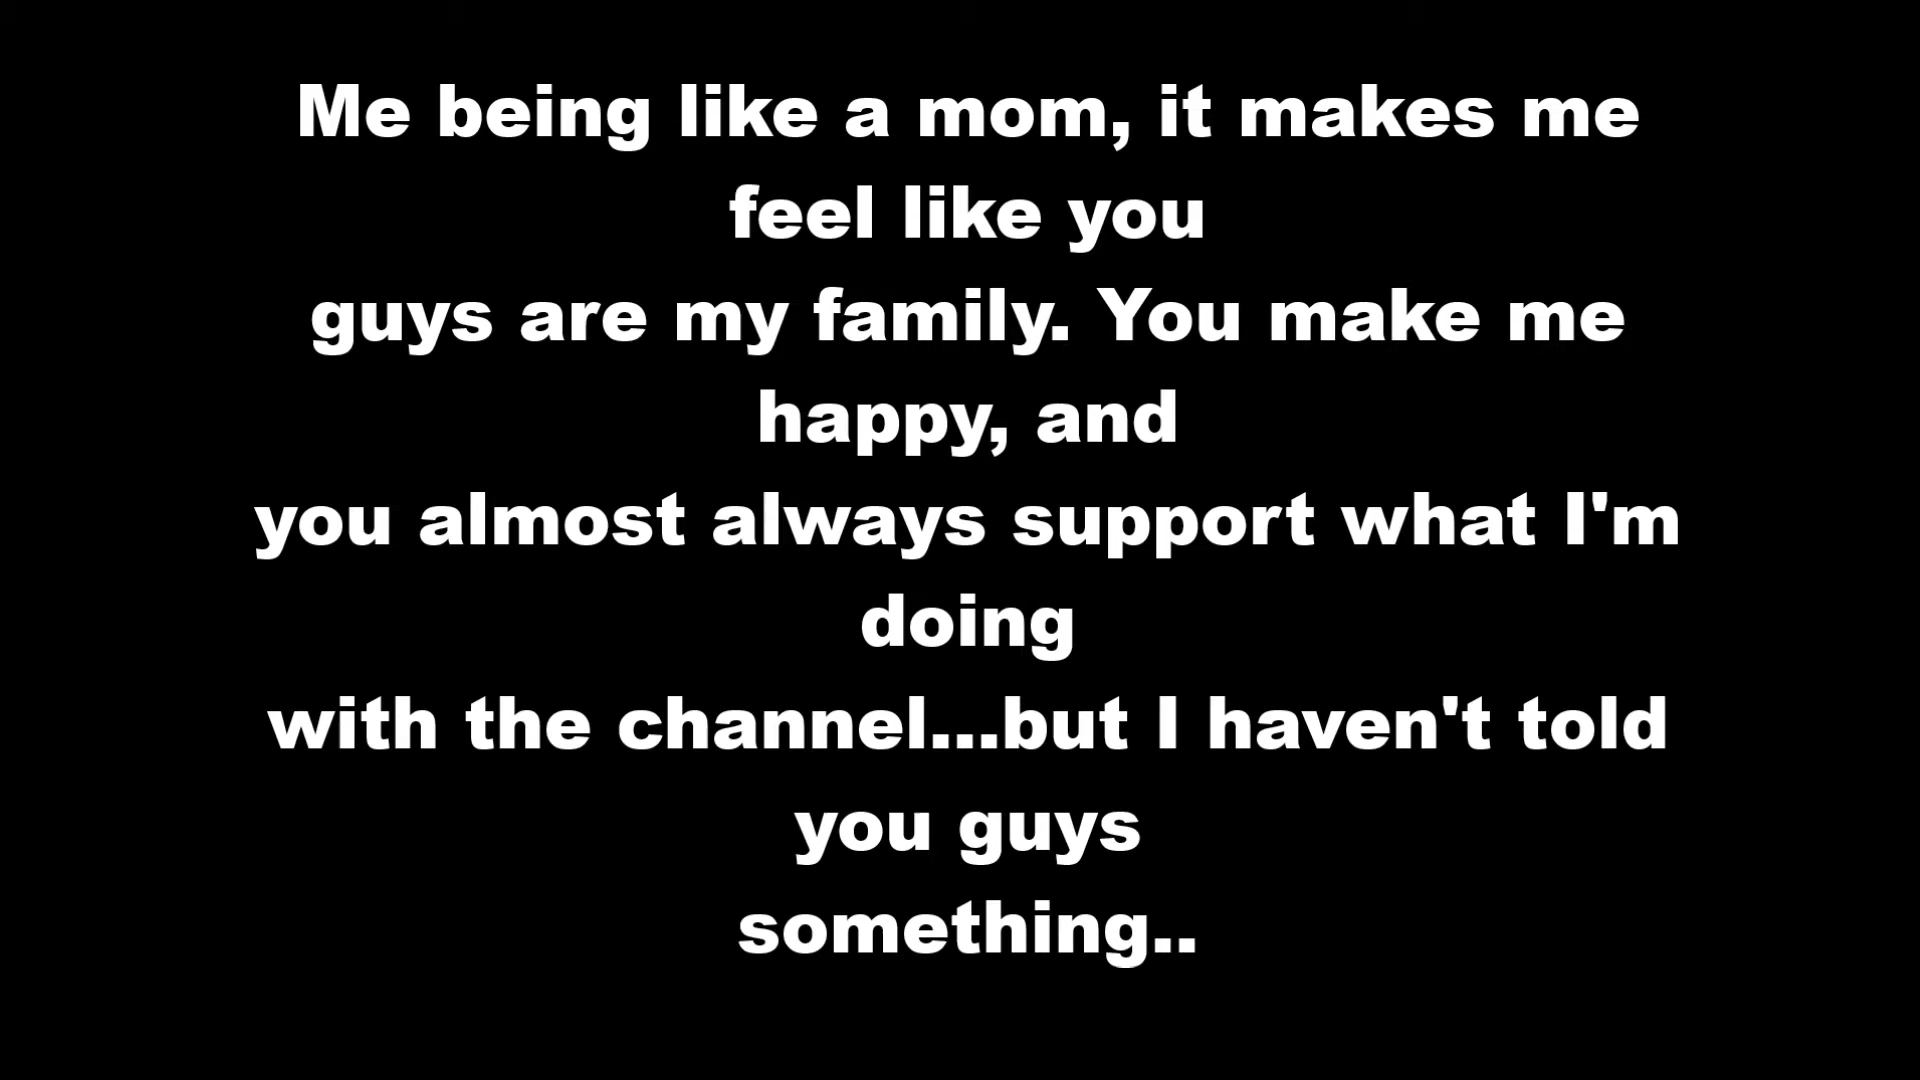 Me being like a mom, it makes me
feel like you
guys are my family. You make me
happy, and
you almost always support what I'm
doing
with the channel...but I haven't told
you guys
something..